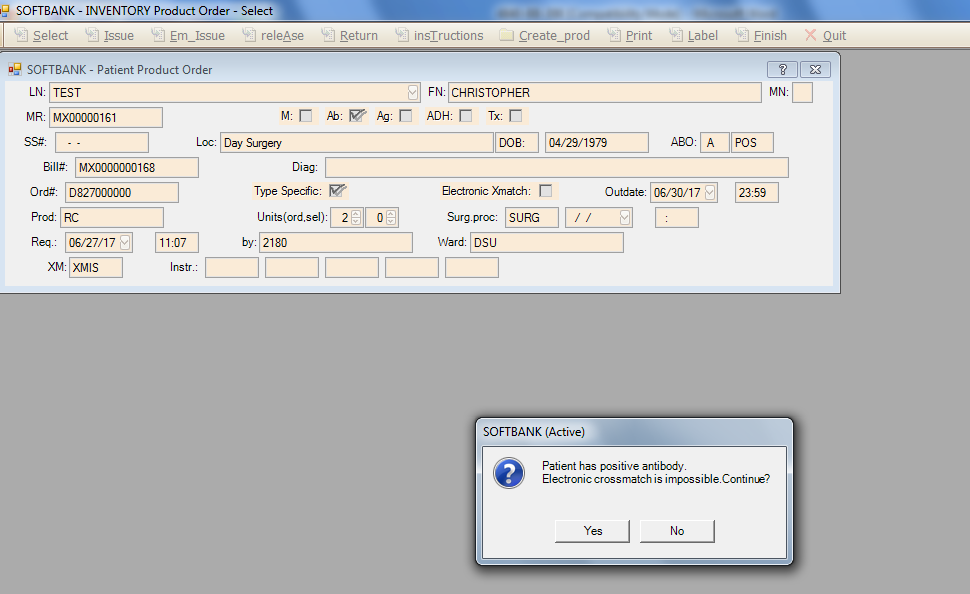 SOFTBANK - INVENTORY Product Order - Select
Select Issue Em_Issue releAse Return insTructions Create_prod Print Label Finish Quit
SOFTBANK - Patient Product Order
LN: TEST FN: CHRISTOPHER MN:
MR: MX00000161 M: Ab: Ag: ADH: Tx:
SS#: - - Loc: Day Surgery DOB: 04/29/1979 ABO: A POS
Bill#: MX0000000168 Diag:
Ord#: D827000000 Type Specific: Electronic Xmatch: Outdate: 06/30/17 23:59
Prod: RC Units(ord,sel): 2 0 Surg.proc: SURG / / :
Req.: 06/27/17 11:07 by: 2180 Ward: DSU
XM: XMIS Instr.:
SOFTBANK (Active)
Patient has positive antibody.
Electronic crossmatch is impossible.Continue?
Yes No